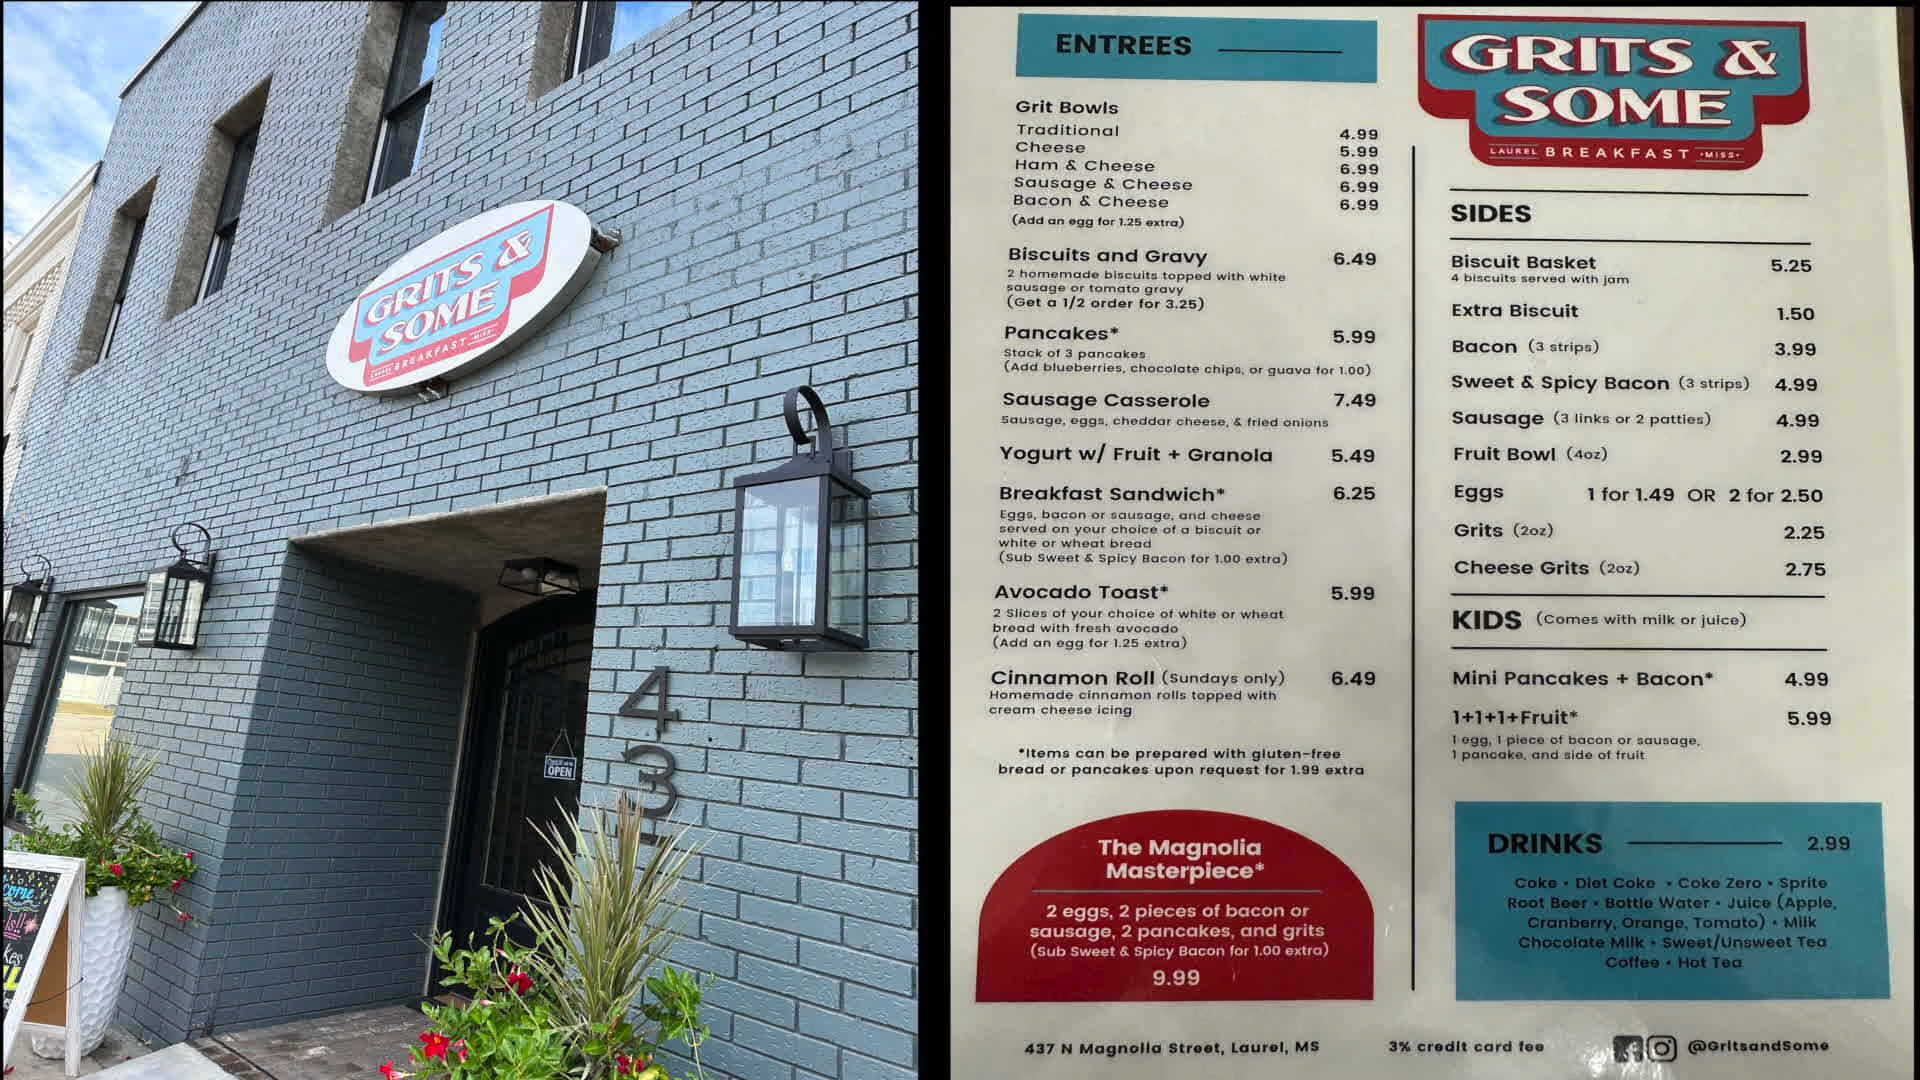 GRITS &
SOME
BREAKFAST
MISS
OPEN
4
3
come
kes
ENTREES
Grit Bowls
Traditional 4.99
Cheese 5.99
Ham & Cheese 6.99
Sausage & Cheese 6.99
Bacon & Cheese 6.99
(Add an egg for 1.25 extra)
Biscuits and Gravy 6.49
2 homemade biscuits topped with white
sausage or tomato gravy
(Get a 1/2 order for 3.25)
Pancakes* 5.99
Stack of 3 pancakes
(Add blueberries, chocolate chips, or guava for 1.00)
Sausage Casserole 7.49
Sausage, eggs, cheddar cheese, & fried onions
Yogurt w/ Fruit + Granola 5.49
Breakfast Sandwich* 6.25
Eggs, bacon or sausage, and cheese
served on your choice of a biscuit or
white or wheat bread
(Sub Sweet & Spicy Bacon for 1.00 extra)
Avocado Toast* 5.99
2 Slices of your choice of white or wheat
bread with fresh avocado
(Add an egg for 1.25 extra)
Cinnamon Roll (Sundays only) 6.49
Homemade cinnamon rolls topped with
cream cheese icing
*Items can be prepared with gluten-free
bread or pancakes upon request for 1.99 extra
The Magnolia
Masterpiece*
2 eggs, 2 pieces of bacon or
sausage, 2 pancakes, and grits
(Sub Sweet & Spicy Bacon for 1.00 extra)
9.99
GRITS &
SOME
LAUREL BREAKFAST •MISS•
SIDES
Biscuit Basket 5.25
4 biscuits served with jam
Extra Biscuit 1.50
Bacon (3 strips) 3.99
Sweet & Spicy Bacon (3 strips) 4.99
Sausage (3 links or 2 patties) 4.99
Fruit Bowl (4oz) 2.99
Eggs 1 for 1.49 OR 2 for 2.50
Grits (2oz) 2.25
Cheese Grits (2oz) 2.75
KIDS (Comes with milk or juice)
Mini Pancakes + Bacon* 4.99
1+1+1+Fruit* 5.99
1 egg, 1 piece of bacon or sausage,
1 pancake, and side of fruit
DRINKS 2.99
Coke • Diet Coke • Coke Zero • Sprite
Root Beer • Bottle Water • Juice (Apple,
Cranberry, Orange, Tomato) • Milk
Chocolate Milk • Sweet/Unsweet Tea
Coffee • Hot Tea
437 N Magnolia Street, Laurel, MS 3% credit card fee @GritsandSome